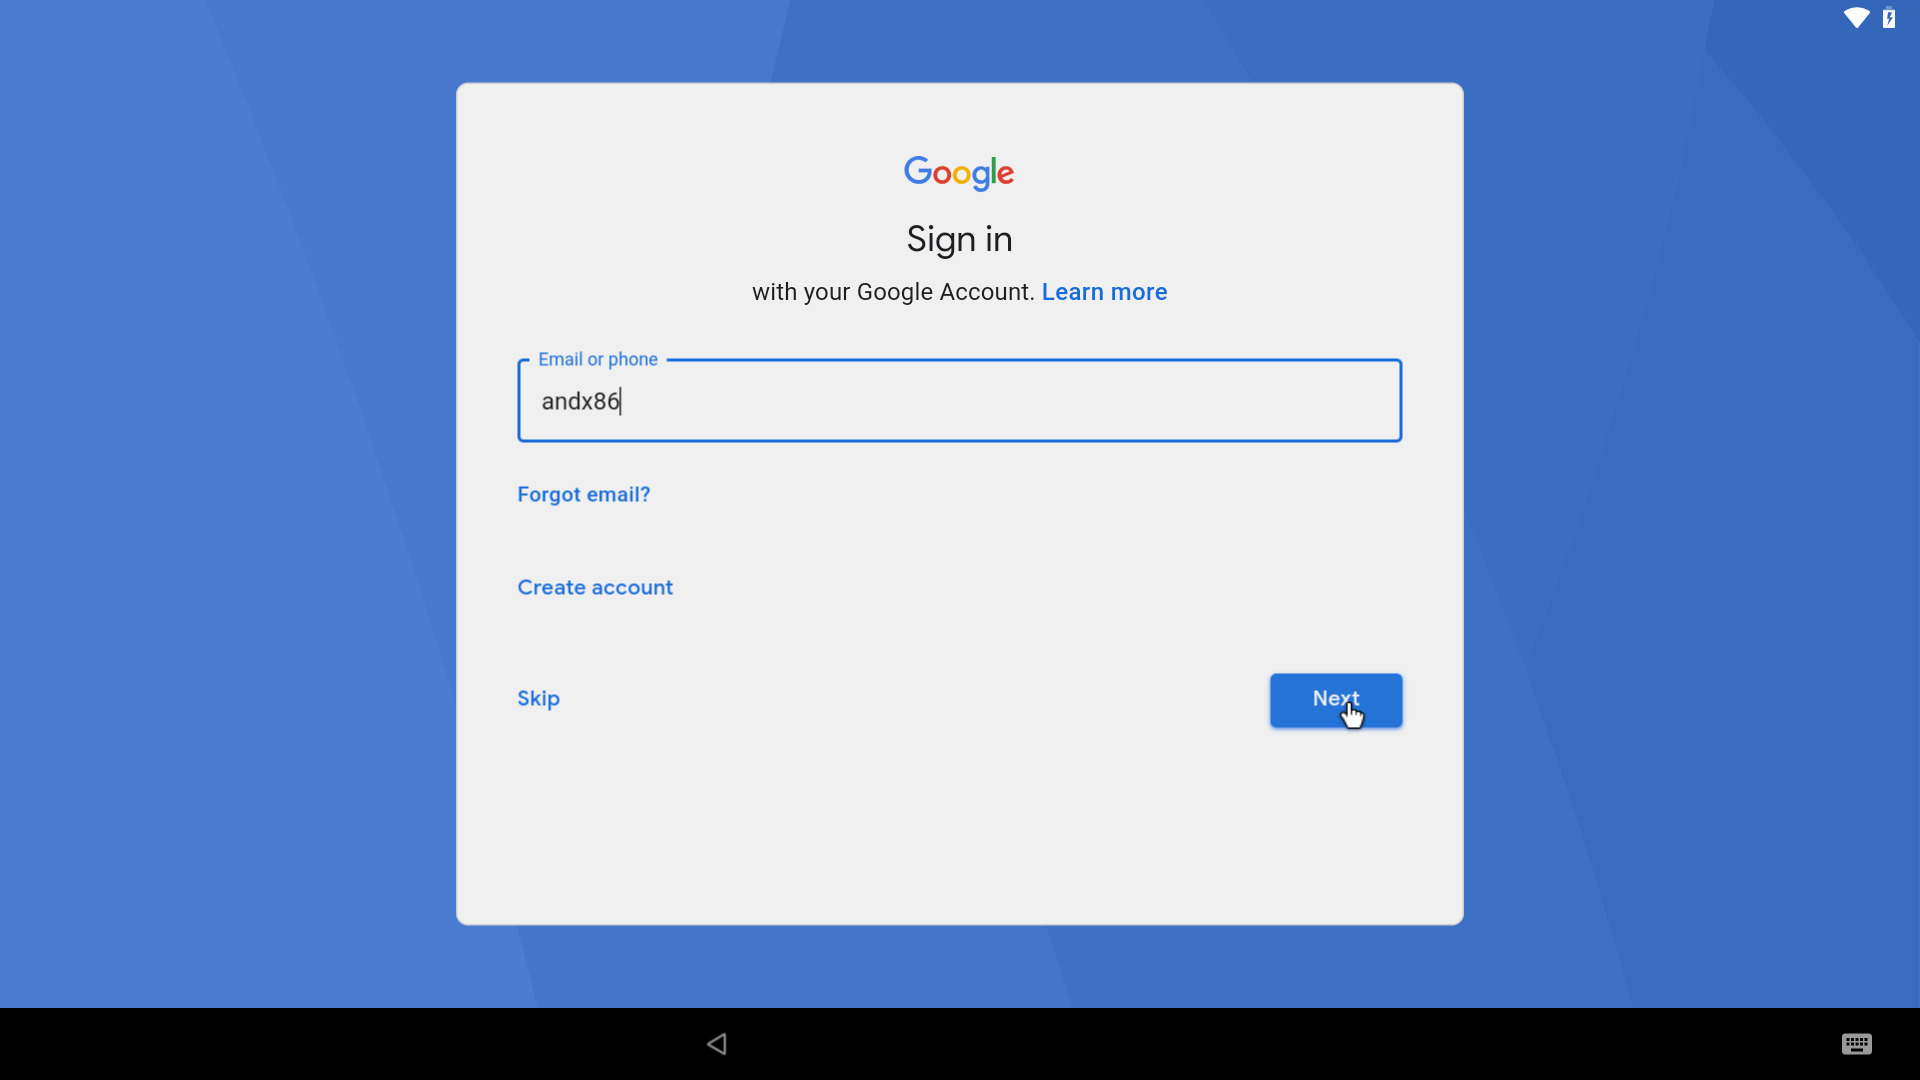 Google
Sign in
with your Google Account. Learn more
Email or phone
andx86
Forgot email?
Create account
Skip
Next